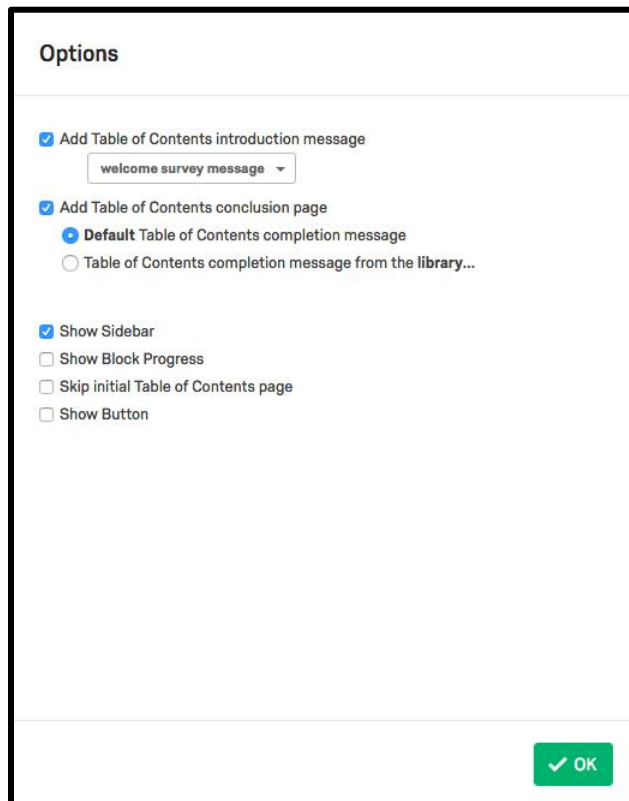 Options
Add Table of Contents introduction message
welcome survey message
Add Table of Contents conclusion page
Default Table of Contents completion message
Table of Contents completion message from the library...
Show Sidebar
Show Block Progress
Skip initial Table of Contents page
Show Button
OK